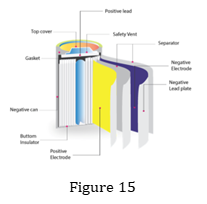 Positive lead
Top cover
Safety Vent
Separator
Gasket
Negative
Electrode
Negative
Lead plate
Negative can
Buttom
Insulator
Positive
Electrode
Figure 15